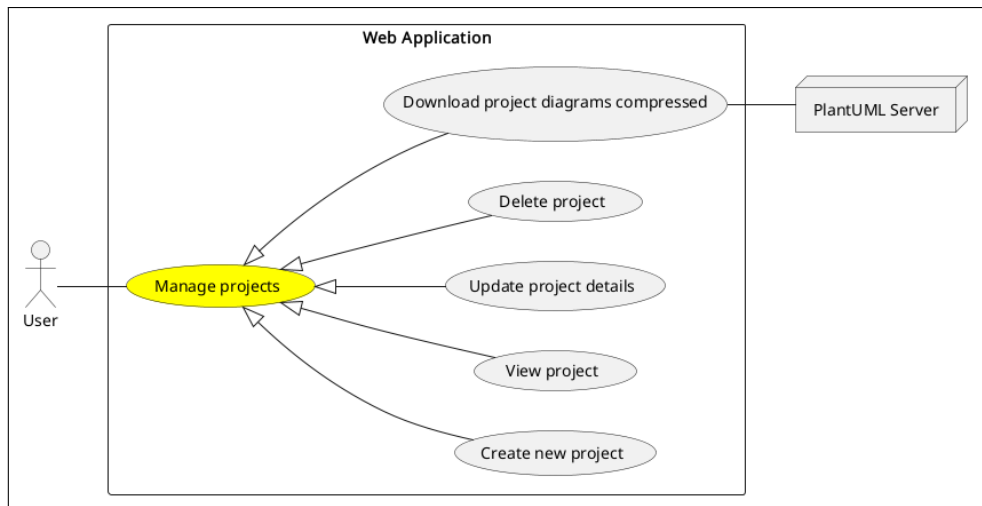 Web Application
Download project diagrams compressed
PlantUML Server
Delete project
Manage projects
Update project details
User
View project
Create new project